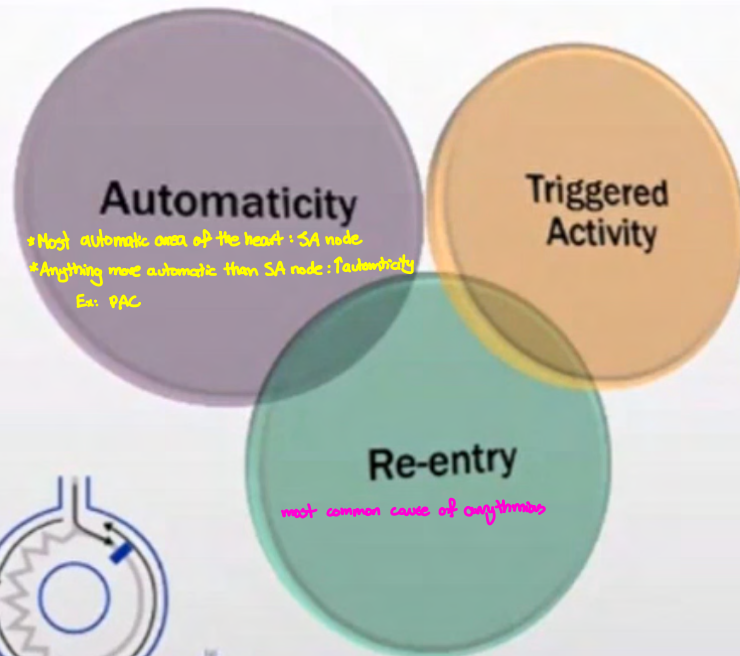 Automaticity
*Most automatic area of the heart : SA node
*Anything more automatic than SA node : ↑automaticity
Ex: PAC
Triggered
Activity
Re-entry
most common cause of arrythmias